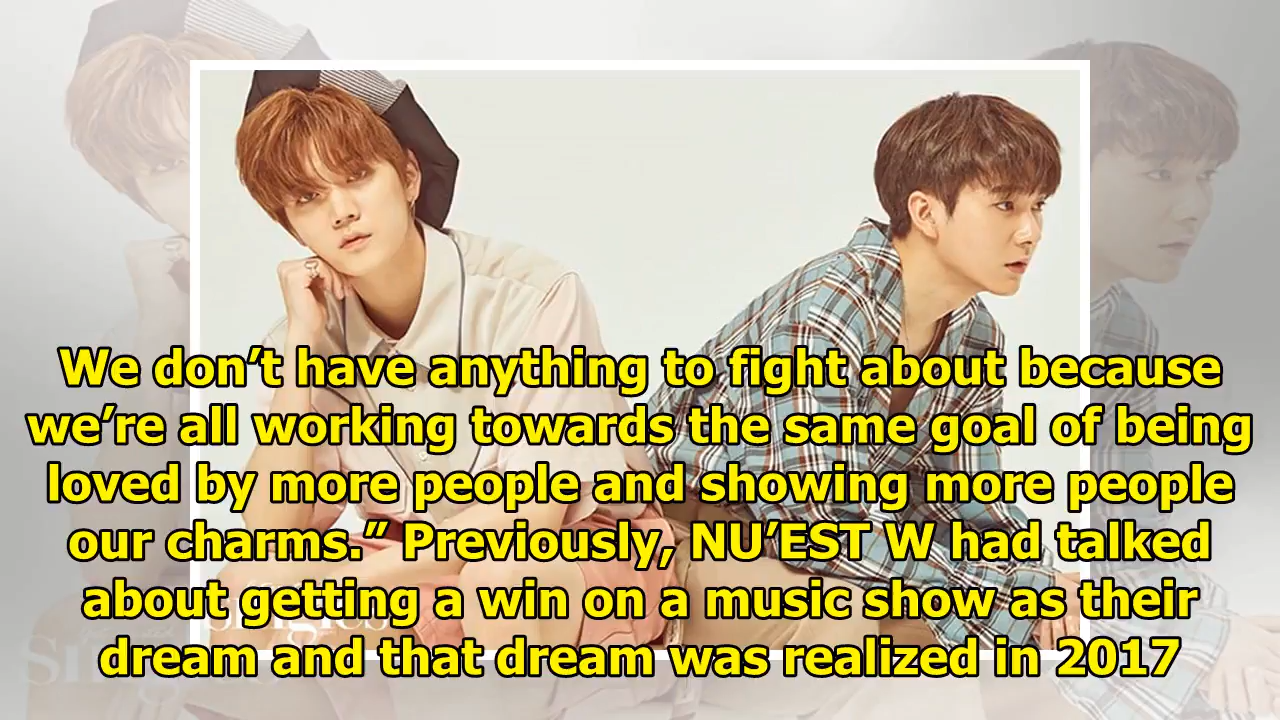 We don’t have anything to fight about because
we’re all working towards the same goal of being
loved by more people and showing more people
our charms.” Previously, NU’EST W had talked
about getting a win on a music show as their
Singles
dream and that dream was realized in 2017